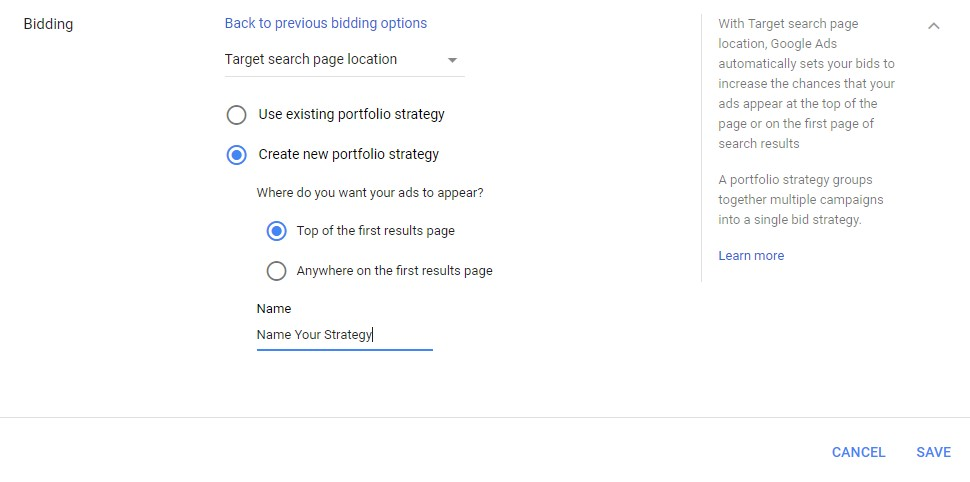 Bidding
Back to previous bidding options
Target search page location
Use existing portfolio strategy
Create new portfolio strategy
Where do you want your ads to appear?
Top of the first results page
Anywhere on the first results page
Name
Name Your Strategy
With Target search page
location, Google Ads
automatically sets your bids to
increase the chances that your
ads appear at the top of the
page or on the first page of
search results
A portfolio strategy groups
together multiple campaigns
into a single bid strategy.
Learn more
CANCEL
SAVE